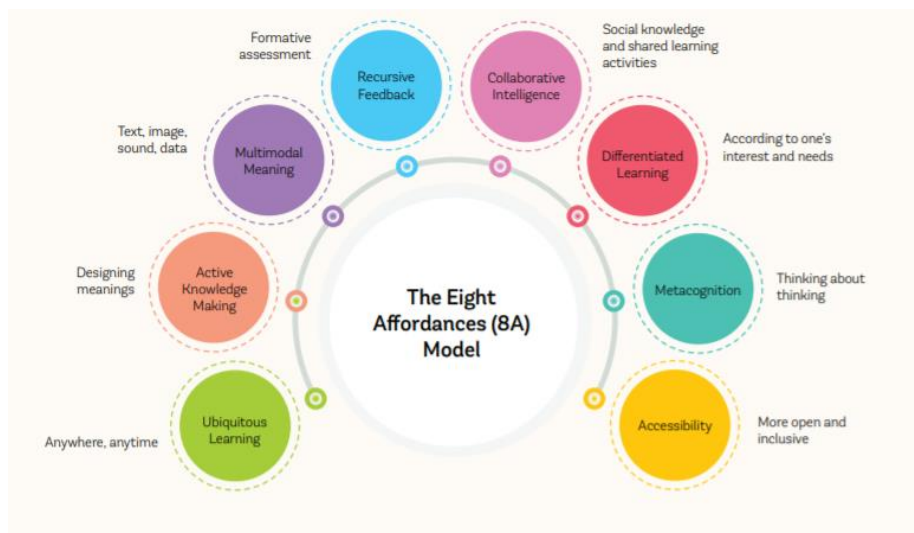 Formative
assessment
Recursive
Feedback
Collaborative
Intelligence
Social knowledge
and shared learning
activities
Text, image,
sound, data
Multimodal
Meaning
Differentiated
Learning
According to one's
interest and needs
Designing
meanings
Active
Knowledge
Making
The Eight
Affordances (8A)
Model
Metacognition
Thinking about
thinking
Anywhere, anytime
Ubiquitous
Learning
Accessibility
More open and
inclusive